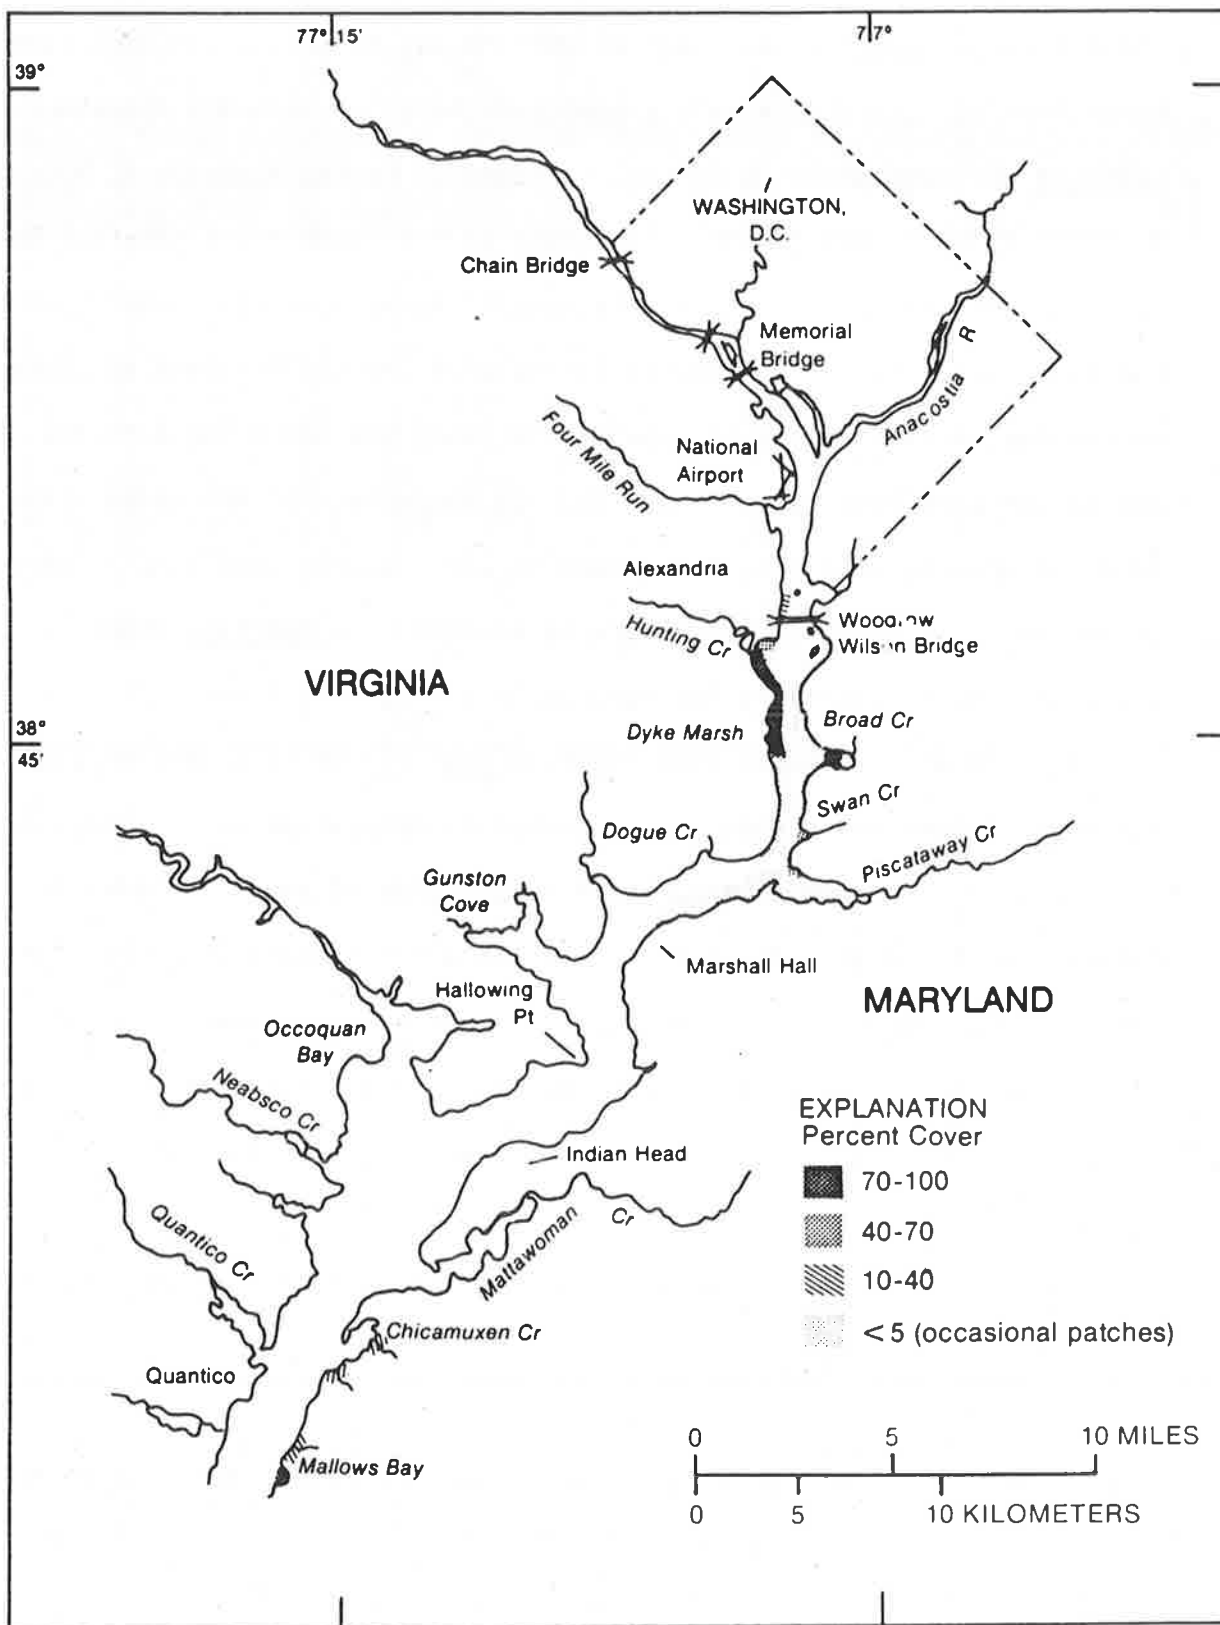 77° 15'
77°
39°
WASHINGTON,
D.C.
Chain Bridge
Memorial
Bridge
Anacostia R
Four Mile Run
National
Airport
Alexandria
Hunting Cr
Woodrow
Wilson Bridge
VIRGINIA
38°
45'
Dyke Marsh
Broad Cr
Swan Cr
Dogue Cr
Piscataway Cr
Gunston
Cove
Marshall Hall
Hallowing
Pt
MARYLAND
Occoquan
Bay
Neabsco Cr
Indian Head
Mattawoman Cr
Quantico Cr
Chicamuxen Cr
Quantico
Mallows Bay
EXPLANATION
Percent Cover
70-100
40-70
10-40
<5 (occasional patches)
0 5 10 MILES
0 5 10 KILOMETERS